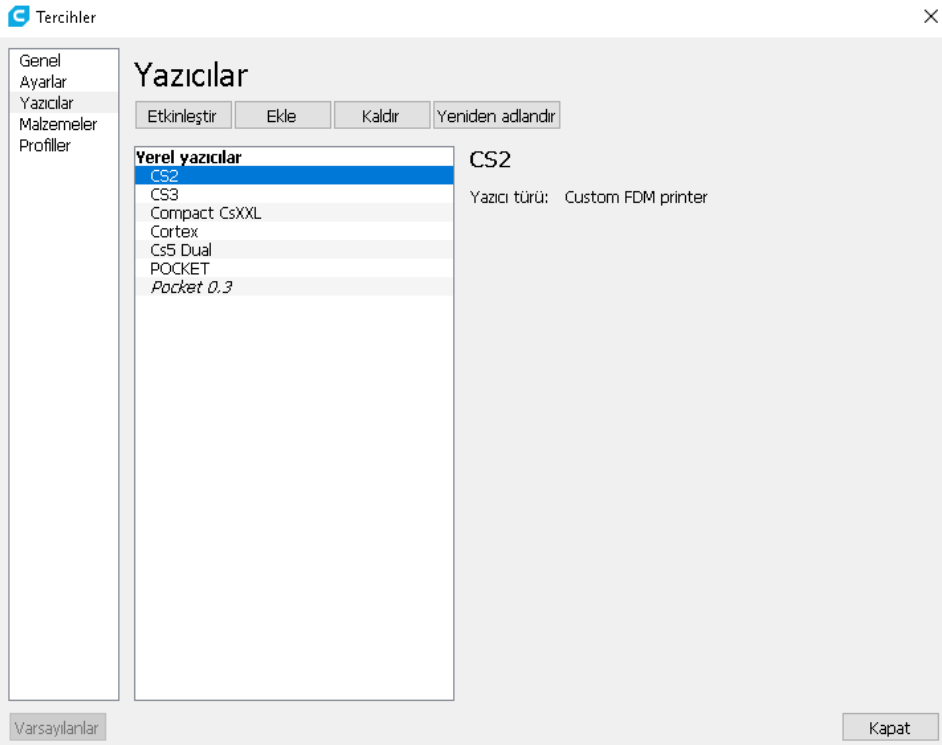 Tercihler
Genel
Ayarlar
Yazıcılar
Malzemeler
Profiller
Yazıcılar
Etkinleştir Ekle Kaldır Yeniden adlandır
Yerel yazıcılar
CS2
CS3
Compact CsXXL
Cortex
Cs5 Dual
POCKET
Pocket 0.3
CS2
Yazıcı türü: Custom FDM printer
Varsayılanlar
Kapat